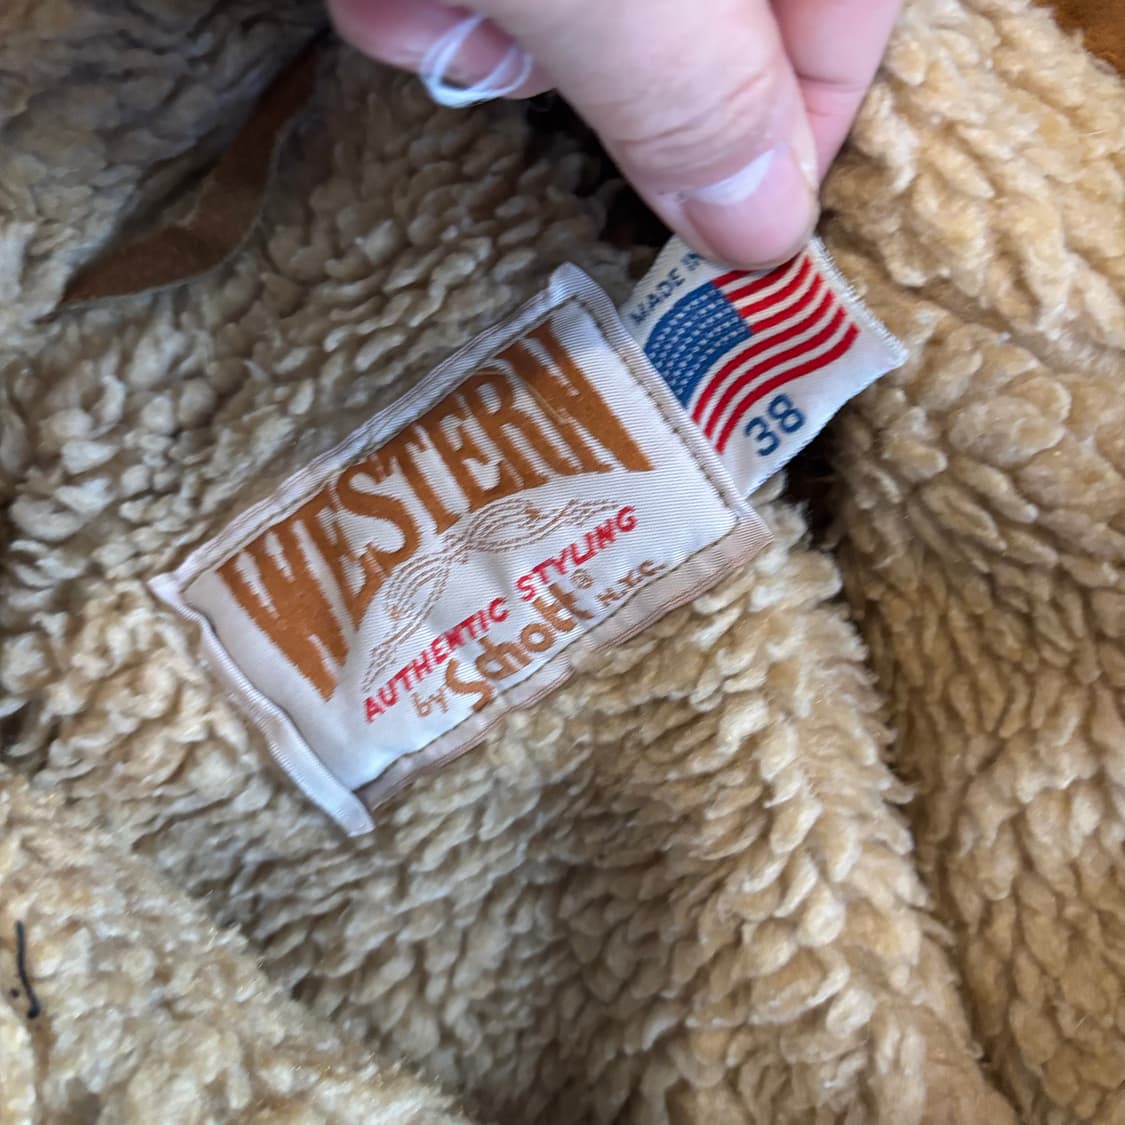 WESTERN
AUTHENTIC STYLING
by Schott® N.Y.C.
MADE IN
38